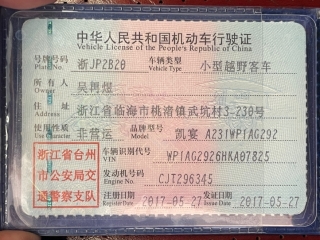 中华人民共和国机动车行驶证
Vehicle License of the People's Republic of China
号牌号码 浙JP2B20 车辆类型 小型越野客车
Plate No. Vehicle Type
所有人 吴
Owner
住址 浙江省临海市桃渚镇武坑村3-230号
Address
使用性质 非营运 品牌型号 凯宴 A231WP1AG292
Use Character Model
浙江省台州
市公安局交
通警察支队
车辆识别代号 WP1AG2926HKA07825
VIN
发动机号码 CJT296345
Engine No.
注册日期 2017-05-27 发证日期 2017-05-27
Register Date Issue Date